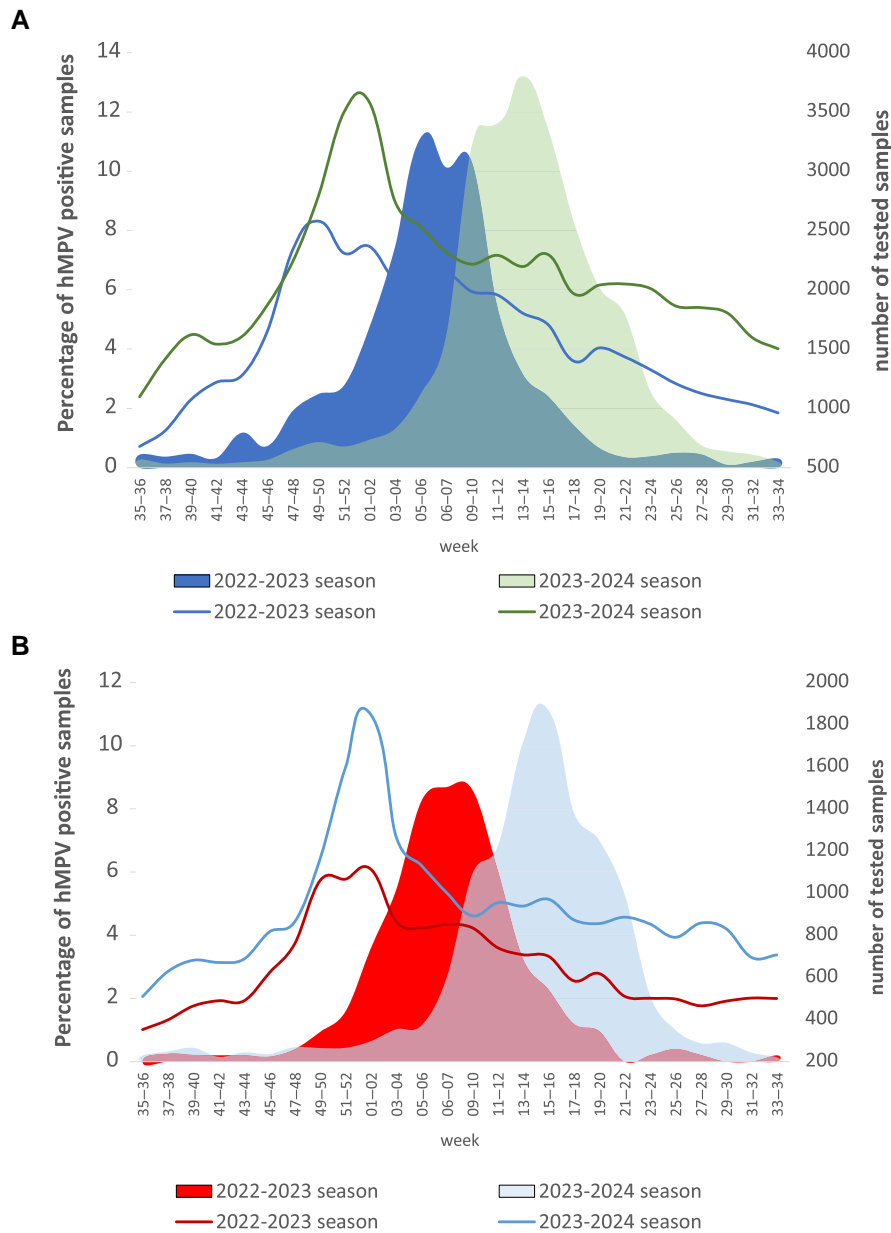 A
Percentage of hMPV positive samples
14
12
10
8
6
4
2
0
4000
3500
3000
2500
2000
1500
1000
500
number of tested samples
35–36 37–38 39–40 41–42 43–44 45–46 47–48 49–50 51–52 01–02 03–04 05–06 06–07 09–10 11–12 13–14 15–16 17–18 19–20 21–22 23–24 25–26 27–28 29–30 31–32 33–34
week
2022-2023 season 2023-2024 season
2022-2023 season 2023-2024 season
B
Percentage of hMPV positive samples
12
10
8
6
4
2
0
2000
1800
1600
1400
1200
1000
800
600
400
200
number of tested samples
35–36 37–38 39–40 41–42 43–44 45–46 47–48 49–50 51–52 01–02 03–04 05–06 06–07 09–10 11–12 13–14 15–16 17–18 19–20 21–22 23–24 25–26 27–28 29–30 31–32 33–34
week
2022-2023 season 2023-2024 season
2022-2023 season 2023-2024 season